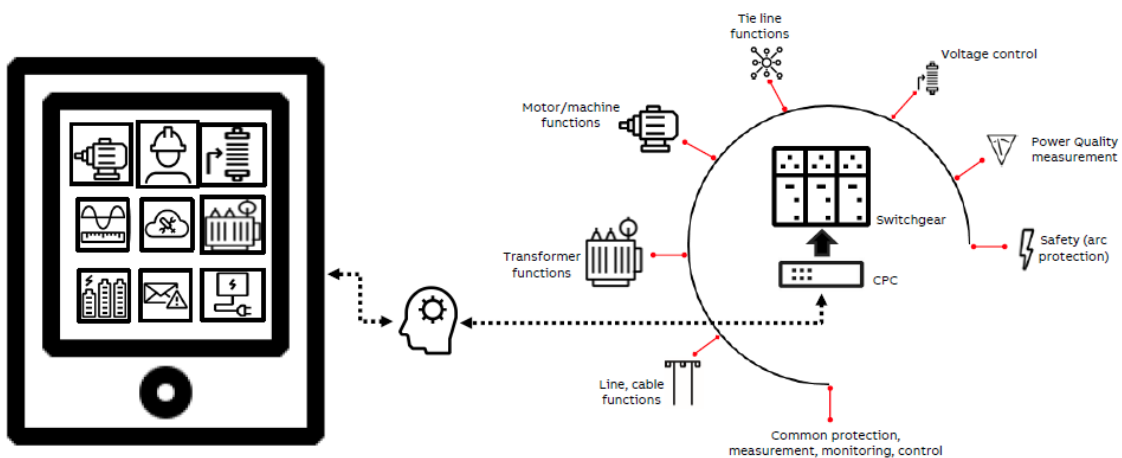 Tie line
functions
Voltage control
Motor/machine
functions
Power Quality
measurement
Switchgear
Safety (arc
protection)
Transformer
functions
CPC
Line, cable
functions
Common protection,
measurement, monitoring, control